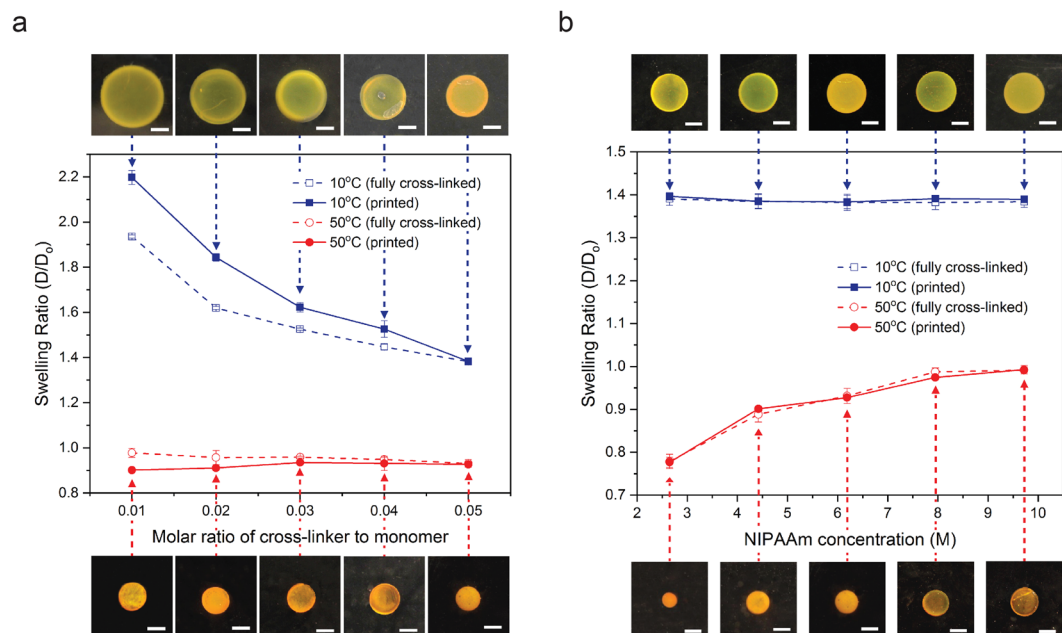 a
2.2
2.0
1.8
1.6
1.4
1.2
1.0
0.8
Swelling Ratio (D/Dₒ)
10°C (fully cross-linked)
10°C (printed)
50°C (fully cross-linked)
50°C (printed)
0.01 0.02 0.03 0.04 0.05
Molar ratio of cross-linker to monomer
b
1.5
1.4
1.3
1.2
1.1
1.0
0.9
0.8
0.7
Swelling Ratio (D/Dₒ)
10°C (fully cross-linked)
10°C (printed)
50°C (fully cross-linked)
50°C (printed)
2 3 4 5 6 7 8 9 10
NIPAAm concentration (M)